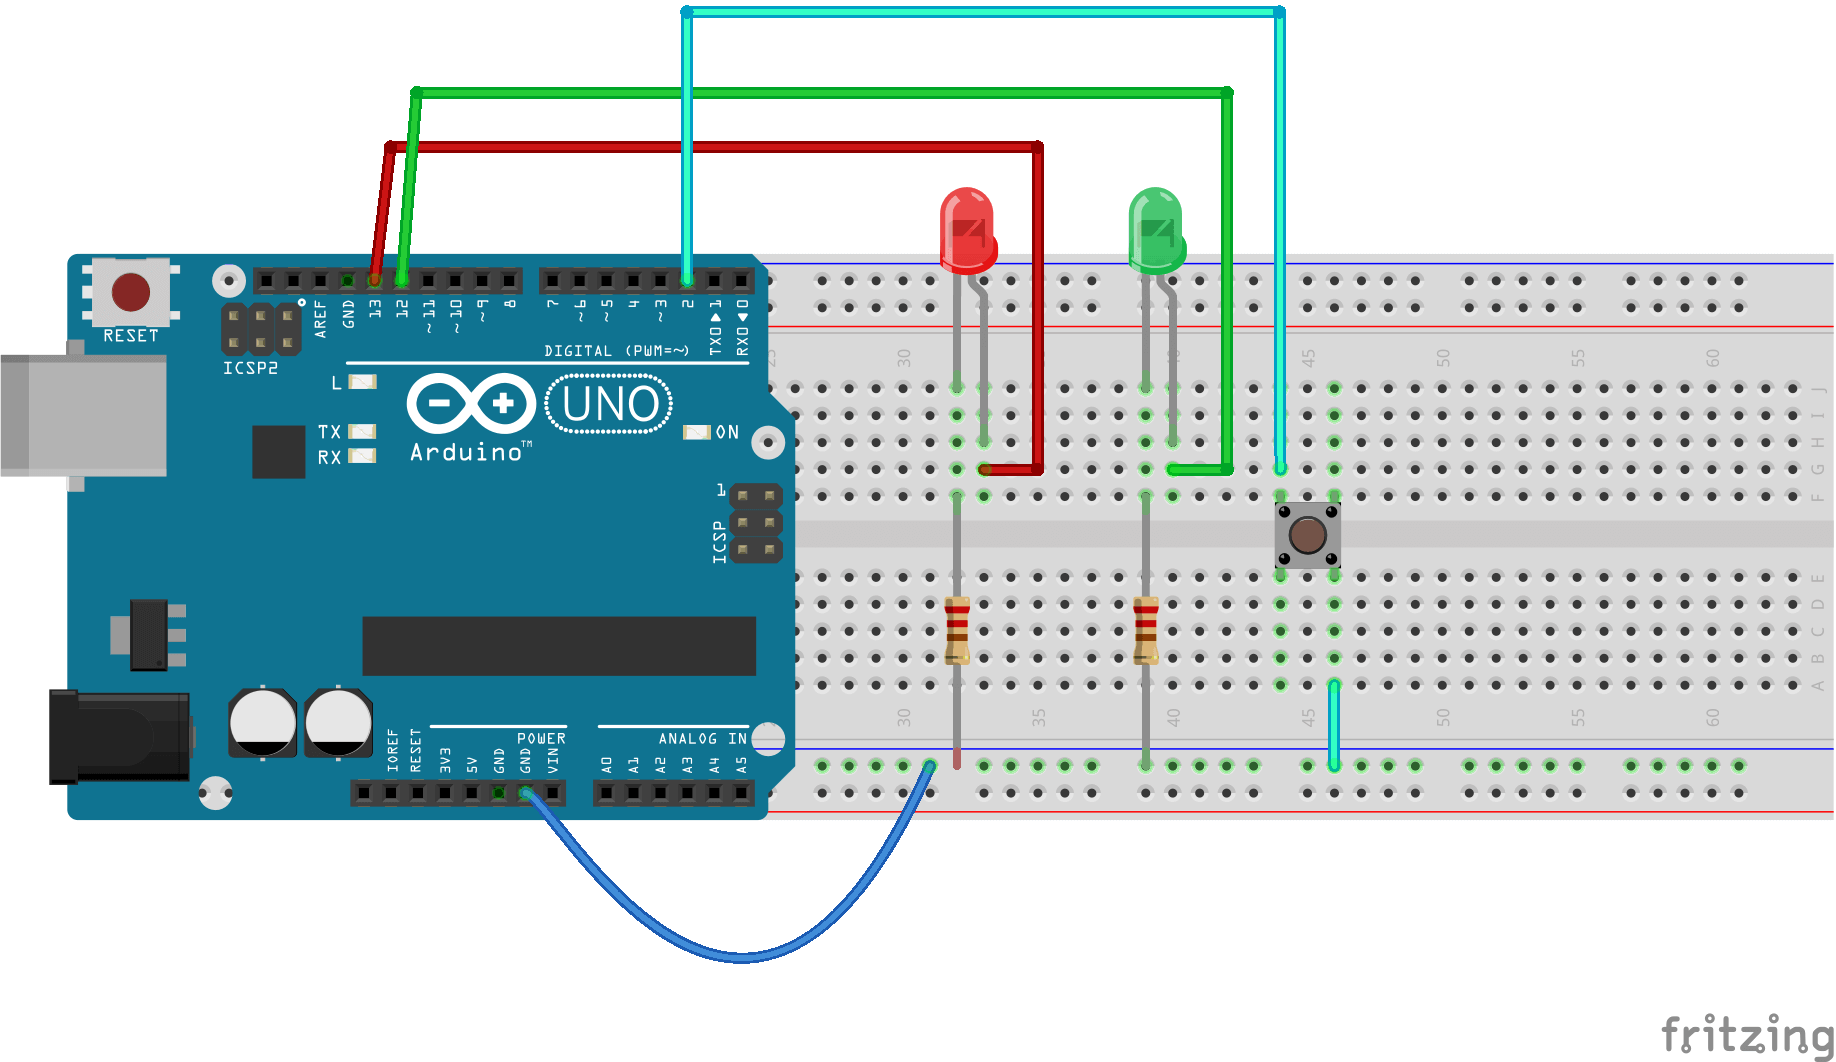 RESET
ICSP2
AREF
GND
13
12
~11
~10
~9
8
7
~6
~5
4
~3
2
TX0▶1
RX0◀0
DIGITAL (PWM=~)
L
TX
RX
UNO
Arduino™
ON
1
ICSP
25
30
35
40
45
50
55
60
J
I
H
G
F
E
D
C
B
A
30
35
40
45
50
55
60
IOREF
RESET
3V3
5V
GND
GND
VIN
POWER
A0
A1
A2
A3
A4
A5
ANALOG IN
fritzing